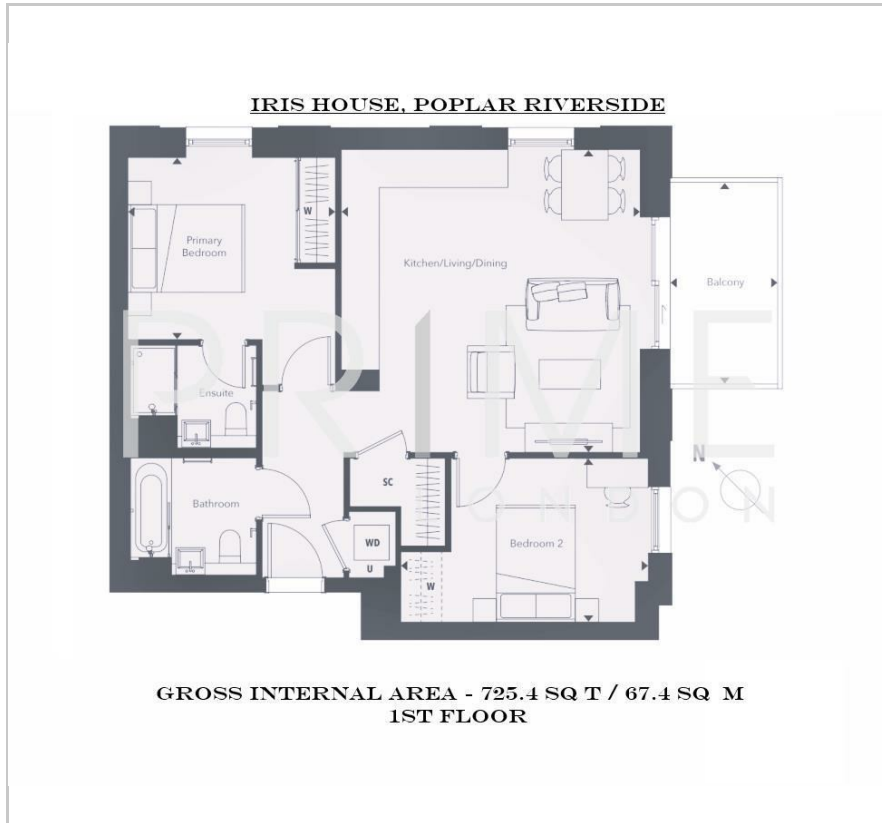 IRIS HOUSE, POPLAR RIVERSIDE
W
Primary
Bedroom
Kitchen/Living/Dining
Balcony
PRIME
LONDON
Ensuite
N
SC
Bathroom
WD
U
Bedroom 2
W
GROSS INTERNAL AREA - 725.4 SQ T / 67.4 SQ M
1ST FLOOR